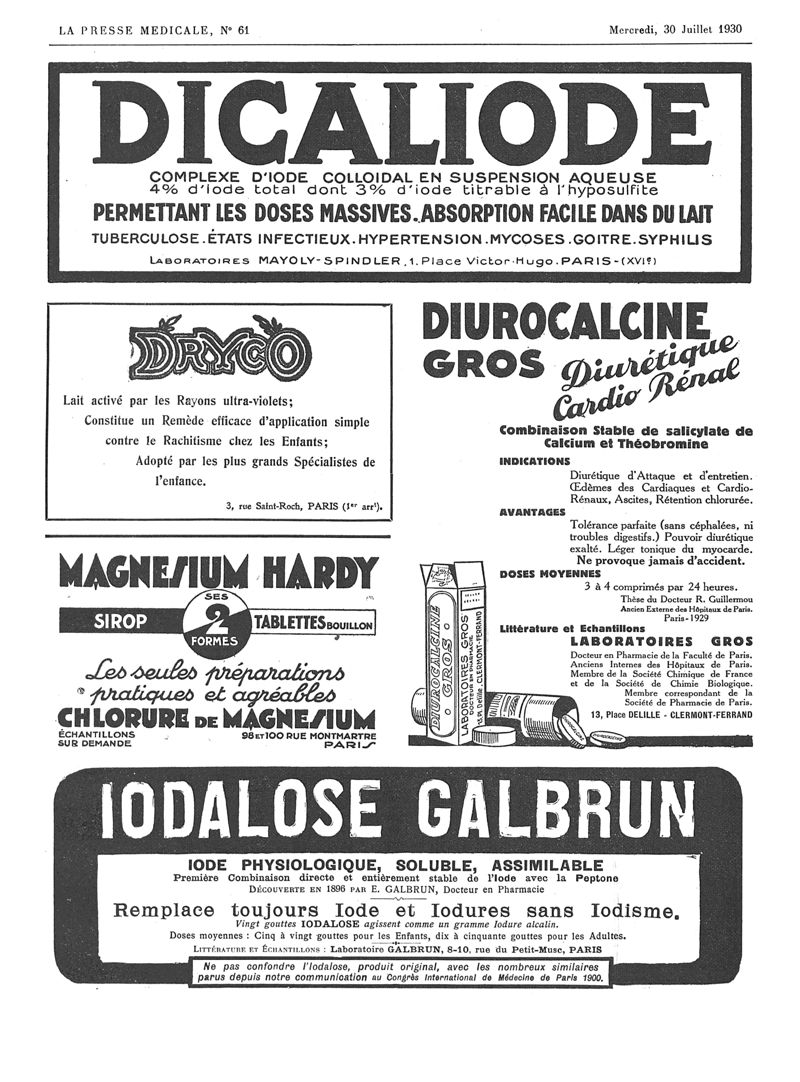 LA PRESSE MEDICALE, N° 61
Mercredi, 30 Juillet 1930
DICALIODE
COMPLEXE D'IODE COLLOIDAL EN SUSPENSION AQUEUSE
4% d'iode total dont 3% d'iode titrable à l'hyposulfite
PERMETTANT LES DOSES MASSIVES. ABSORPTION FACILE DANS DU LAIT
TUBERCULOSE. ÉTATS INFECTIEUX. HYPERTENSION. MYCOSES. GOITRE. SYPHILIS
LABORATOIRES MAYOLY-SPINDLER, 1. Place Victor-Hugo. PARIS-(XVIe)
DRYCO
Lait activé par les Rayons ultra-violets;
Constitue un Remède efficace d'application simple
contre le Rachitisme chez les Enfants;
Adopté par les plus grands Spécialistes de
l'enfance.
3, rue Saint-Roch, PARIS (1er arrt).
MAGNESIUM HARDY
SES
2
FORMES
SIROP
TABLETTES BOUILLON
Les seules préparations
pratiques et agréables
CHLORURE DE MAGNESIUM
ÉCHANTILLONS
SUR DEMANDE
98 ET 100 RUE MONTMARTRE
PARIS
DIUROCALCINE
GROS
Diurétique
Cardio Rénal
Combinaison Stable de salicylate de
Calcium et Théobromine
INDICATIONS
Diurétique d'Attaque et d'entretien.
Œdèmes des Cardiaques et Cardio-
Rénaux, Ascites, Rétention chlorurée.
AVANTAGES
Tolérance parfaite (sans céphalées, ni
troubles digestifs.) Pouvoir diurétique
exalté. Léger tonique du myocarde.
Ne provoque jamais d'accident.
DOSES MOYENNES
3 à 4 comprimés par 24 heures.
Thèse du Docteur R. Guillermou
Ancien Externe des Hôpitaux de Paris.
Paris-1929
Littérature et Echantillons
LABORATOIRES GROS
Docteur en Pharmacie de la Faculté de Paris.
Anciens Internes des Hôpitaux de Paris.
Membre de la Société Chimique de France
et de la Société de Chimie Biologique.
Membre correspondant de la
Société de Pharmacie de Paris.
13, Place DELILLE - CLERMONT-FERRAND
DIUROCALCINE
GROS
LABORATOIRES GROS
DOCTEUR EN PHARMACIE
13, Pl. Delille CLERMONT-FERRAND
IODALOSE GALBRUN
IODE PHYSIOLOGIQUE, SOLUBLE, ASSIMILABLE
Première Combinaison directe et entièrement stable de l'Iode avec la Peptone
DÉCOUVERTE EN 1896 PAR E. GALBRUN, Docteur en Pharmacie
Remplace toujours Iode et Iodures sans Iodisme.
Vingt gouttes IODALOSE agissent comme un gramme Iodure alcalin.
Doses moyennes : Cinq à vingt gouttes pour les Enfants, dix à cinquante gouttes pour les Adultes.
LITTÉRATURE ET ÉCHANTILLONS : Laboratoire GALBRUN, 8-10, rue du Petit-Musc, PARIS
Ne pas confondre l'Iodalose, produit original, avec les nombreux similaires
parus depuis notre communication au Congrès International de Médecine de Paris 1900.